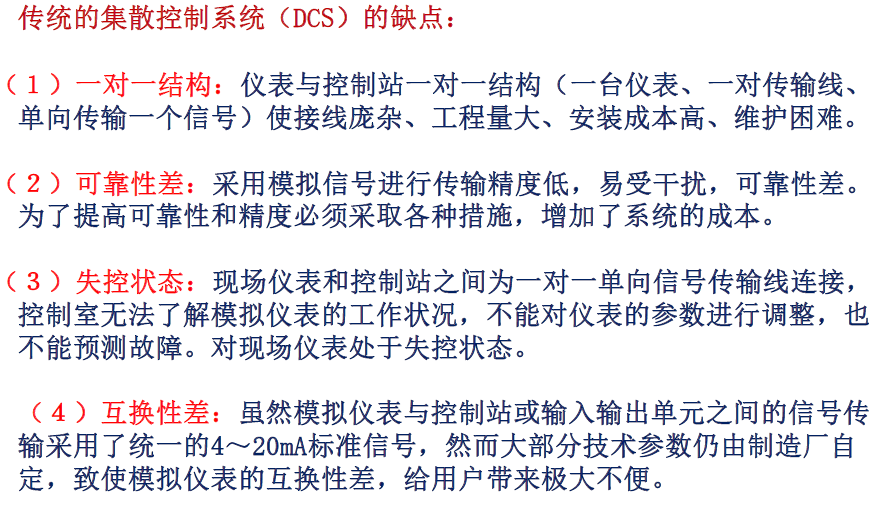 传统的集散控制系统（DCS）的缺点：
（１）一对一结构：仪表与控制站一对一结构（一台仪表、一对传输线、
单向传输一个信号）使接线庞杂、工程量大、安装成本高、维护困难。
（２）可靠性差：采用模拟信号进行传输精度低，易受干扰，可靠性差。
为了提高可靠性和精度必须采取各种措施，增加了系统的成本。
（３）失控状态：现场仪表和控制站之间为一对一单向信号传输线连接，
控制室无法了解模拟仪表的工作状况，不能对仪表的参数进行调整，也
不能预测故障。对现场仪表处于失控状态。
（４）互换性差：虽然模拟仪表与控制站或输入输出单元之间的信号传
输采用了统一的4～20mA标准信号，然而大部分技术参数仍由制造厂自
定，致使模拟仪表的互换性差，给用户带来极大不便。